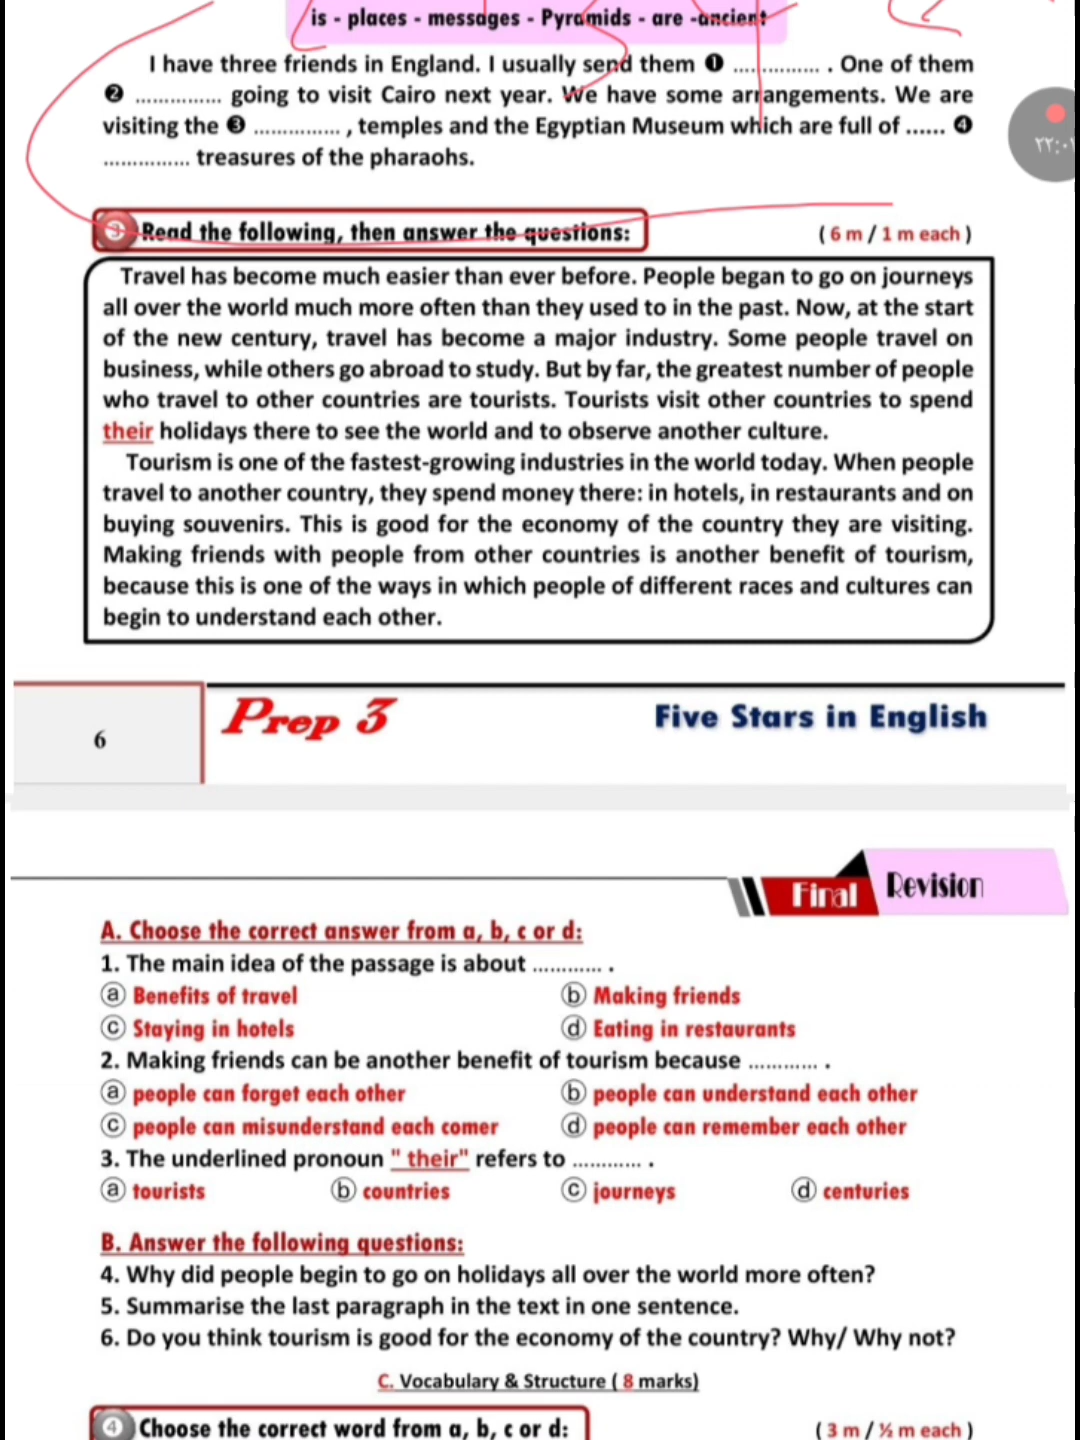 is - places - messages - Pyramids - are -ancient
I have three friends in England. I usually send them ❶ ............... . One of them
❷ ............... going to visit Cairo next year. We have some arrangements. We are
visiting the ❸ ............... , temples and the Egyptian Museum which are full of ...... ❹
............... treasures of the pharaohs.
٢٢:٠
3 Read the following, then answer the questions: ( 6 m / 1 m each )
Travel has become much easier than ever before. People began to go on journeys
all over the world much more often than they used to in the past. Now, at the start
of the new century, travel has become a major industry. Some people travel on
business, while others go abroad to study. But by far, the greatest number of people
who travel to other countries are tourists. Tourists visit other countries to spend
their holidays there to see the world and to observe another culture.
Tourism is one of the fastest-growing industries in the world today. When people
travel to another country, they spend money there: in hotels, in restaurants and on
buying souvenirs. This is good for the economy of the country they are visiting.
Making friends with people from other countries is another benefit of tourism,
because this is one of the ways in which people of different races and cultures can
begin to understand each other.
6 Prep 3 Five Stars in English
Final Revision
A. Choose the correct answer from a, b, c or d:
1. The main idea of the passage is about ............ .
ⓐ Benefits of travel ⓑ Making friends
ⓒ Staying in hotels ⓓ Eating in restaurants
2. Making friends can be another benefit of tourism because ............ .
ⓐ people can forget each other ⓑ people can understand each other
ⓒ people can misunderstand each comer ⓓ people can remember each other
3. The underlined pronoun " their" refers to ............ .
ⓐ tourists ⓑ countries ⓒ journeys ⓓ centuries
B. Answer the following questions:
4. Why did people begin to go on holidays all over the world more often?
5. Summarise the last paragraph in the text in one sentence.
6. Do you think tourism is good for the economy of the country? Why/ Why not?
C. Vocabulary & Structure ( 8 marks)
4 Choose the correct word from a, b, c or d: ( 3 m / ½ m each )